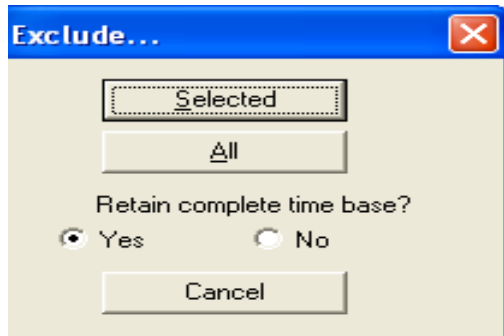 Exclude...
Selected
All
Retain complete time base?
Yes No
Cancel